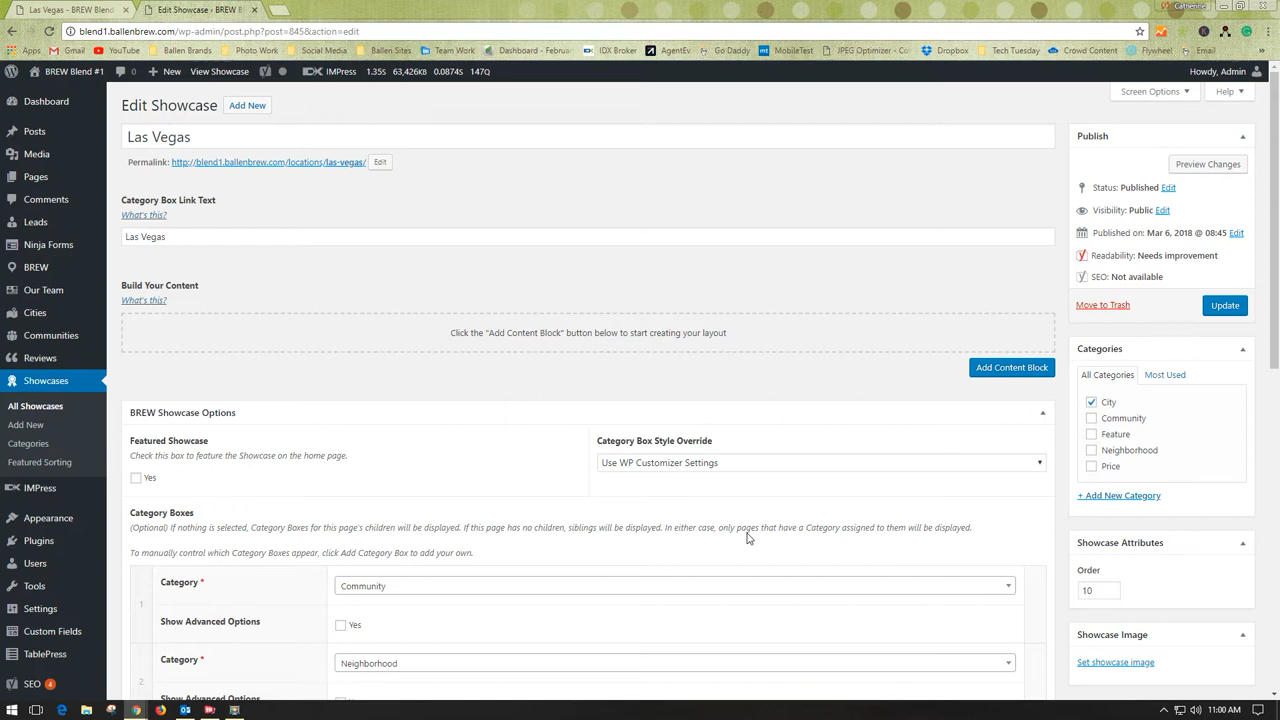 Las Vegas - BREW Blend
Edit Showcase ‹ BREW B
Catherine
blend1.ballenbrew.com/wp-admin/post.php?post=845&action=edit
Apps Gmail YouTube Ballen Brands Photo Work Social Media Ballen Sites Team Work Dashboard - Februar IDX Broker AgentEv Go Daddy MobileTest JPEG Optimizer - Co Dropbox Tech Tuesday Crowd Content Flywheel Email
BREW Blend #1 0 New View Showcase IMPress 1.35S 63,426KB 0.0874S 147Q Howdy, Admin
Screen Options Help
Dashboard
Posts
Media
Pages
Comments
Leads
Ninja Forms
BREW
Our Team
Cities
Communities
Reviews
Showcases
All Showcases
Add New
Categories
Featured Sorting
IMPress
Appearance
Plugins
Users
Tools
Settings
Custom Fields
TablePress
SEO 4
Edit Showcase Add New
Las Vegas
Permalink: http://blend1.ballenbrew.com/locations/las-vegas/ Edit
Category Box Link Text
What's this?
Las Vegas
Build Your Content
What's this?
Click the "Add Content Block" button below to start creating your layout
Add Content Block
BREW Showcase Options
Featured Showcase
Check this box to feature the Showcase on the home page.
Yes
Category Box Style Override
Use WP Customizer Settings
Category Boxes
(Optional) If nothing is selected, Category Boxes for this page's children will be displayed. If this page has no children, siblings will be displayed. In either case, only pages that have a Category assigned to them will be displayed.
To manually control which Category Boxes appear, click Add Category Box to add your own.
1
Category *
Community
Show Advanced Options
Yes
2
Category *
Neighborhood
Show Advanced Options
Publish
Preview Changes
Status: Published Edit
Visibility: Public Edit
Published on: Mar 6, 2018 @ 08:45 Edit
Readability: Needs improvement
SEO: Not available
Move to Trash
Update
Categories
All Categories Most Used
City
Community
Feature
Neighborhood
Price
+ Add New Category
Showcase Attributes
Order
10
Showcase Image
Set showcase image
11:00 AM